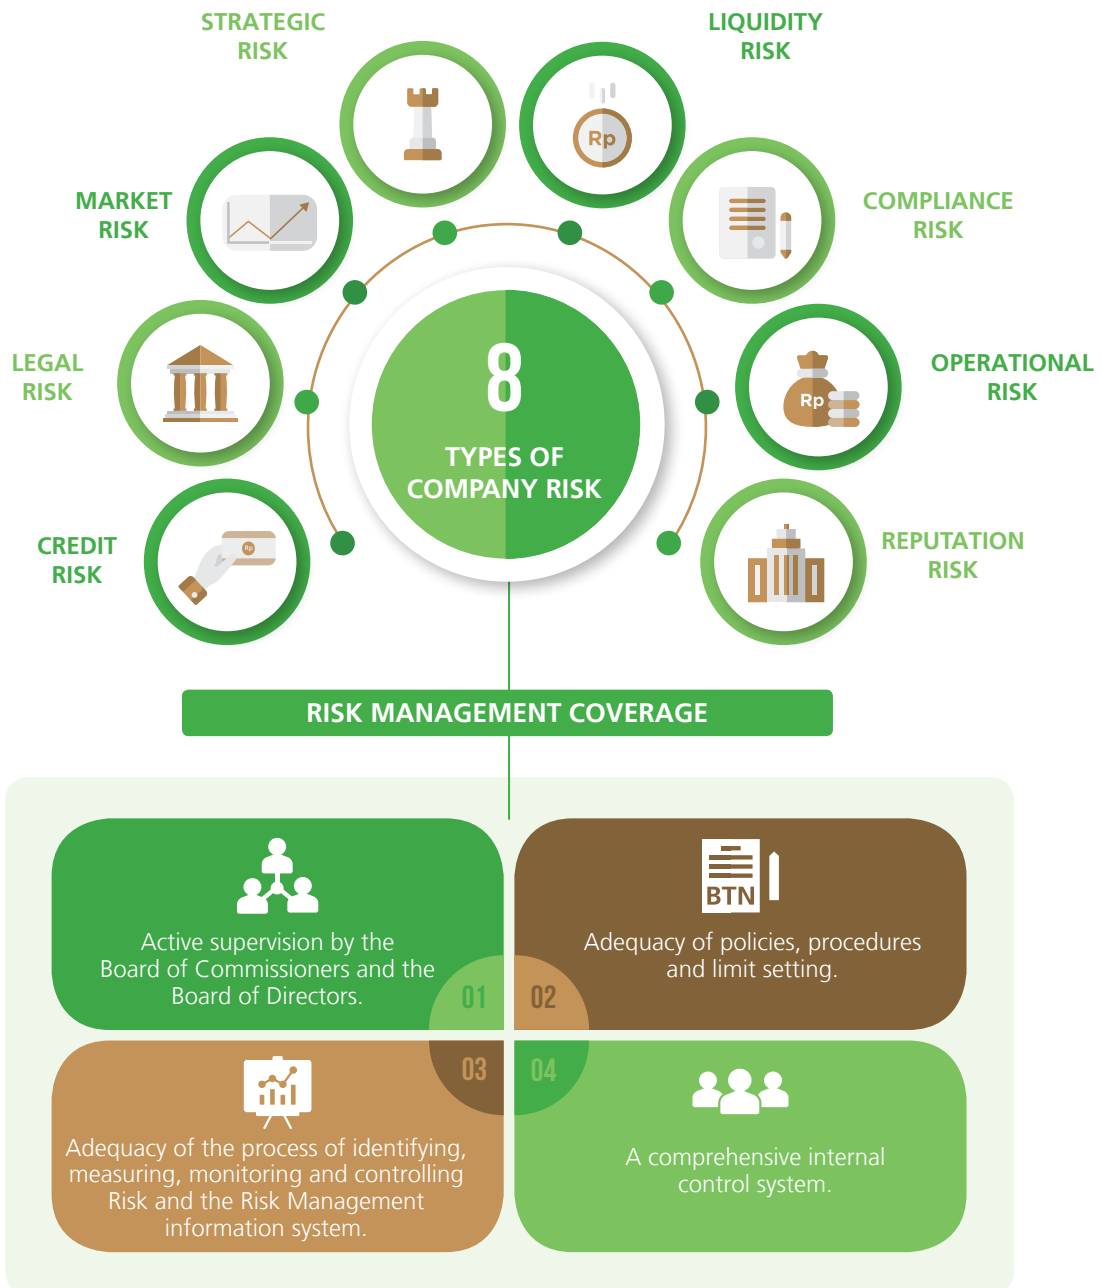 STRATEGIC
RISK
LIQUIDITY
RISK
Rp
MARKET
RISK
COMPLIANCE
RISK
LEGAL
RISK
8
TYPES OF
COMPANY RISK
Rp
OPERATIONAL
RISK
CREDIT
RISK
Rp
REPUTATION
RISK
RISK MANAGEMENT COVERAGE
Active supervision by the
Board of Commissioners and the
Board of Directors.
01
BTN
Adequacy of policies, procedures
and limit setting.
02
03
Adequacy of the process of identifying,
measuring, monitoring and controlling
Risk and the Risk Management
information system.
04
A comprehensive internal
control system.